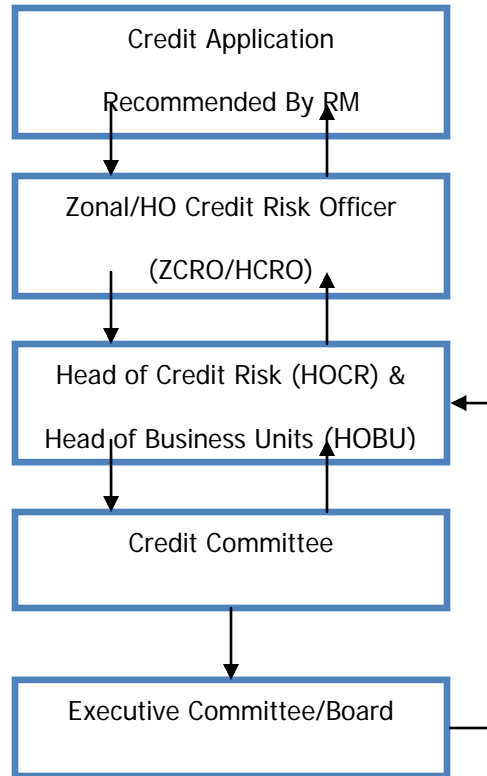 Credit Application
Recommended By RM
Zonal/HO Credit Risk Officer
(ZCRO/HCRO)
Head of Credit Risk (HOCR) &
Head of Business Units (HOBU)
Credit Committee
Executive Committee/Board